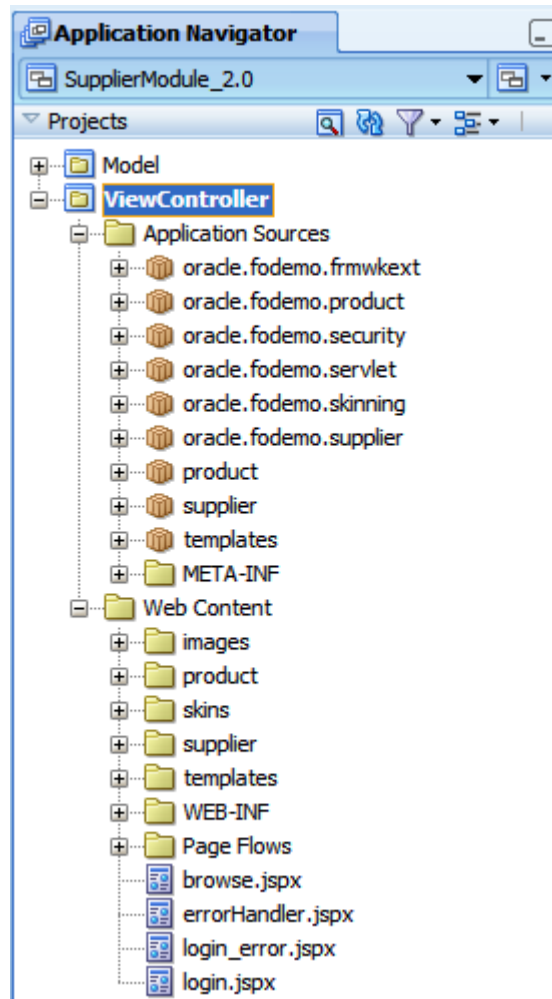 Application Navigator
SupplierModule_2.0
Projects
Model
ViewController
Application Sources
oracle.fodemo.frmwkext
oracle.fodemo.product
oracle.fodemo.security
oracle.fodemo.servlet
oracle.fodemo.skinning
oracle.fodemo.supplier
product
supplier
templates
META-INF
Web Content
images
product
skins
supplier
templates
WEB-INF
Page Flows
browse.jspx
errorHandler.jspx
login_error.jspx
login.jspx